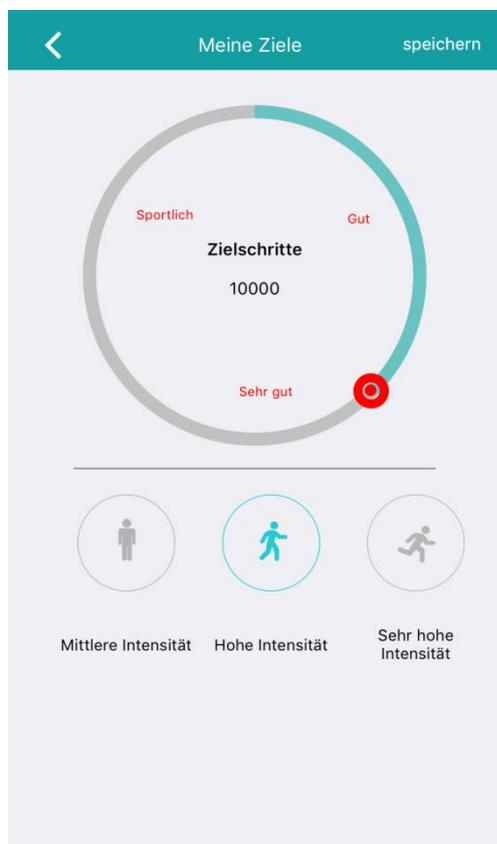 Meine Ziele
speichern
Sportlich
Gut
Zielschritte
10000
Sehr gut
Mittlere Intensität
Hohe Intensität
Sehr hohe
Intensität